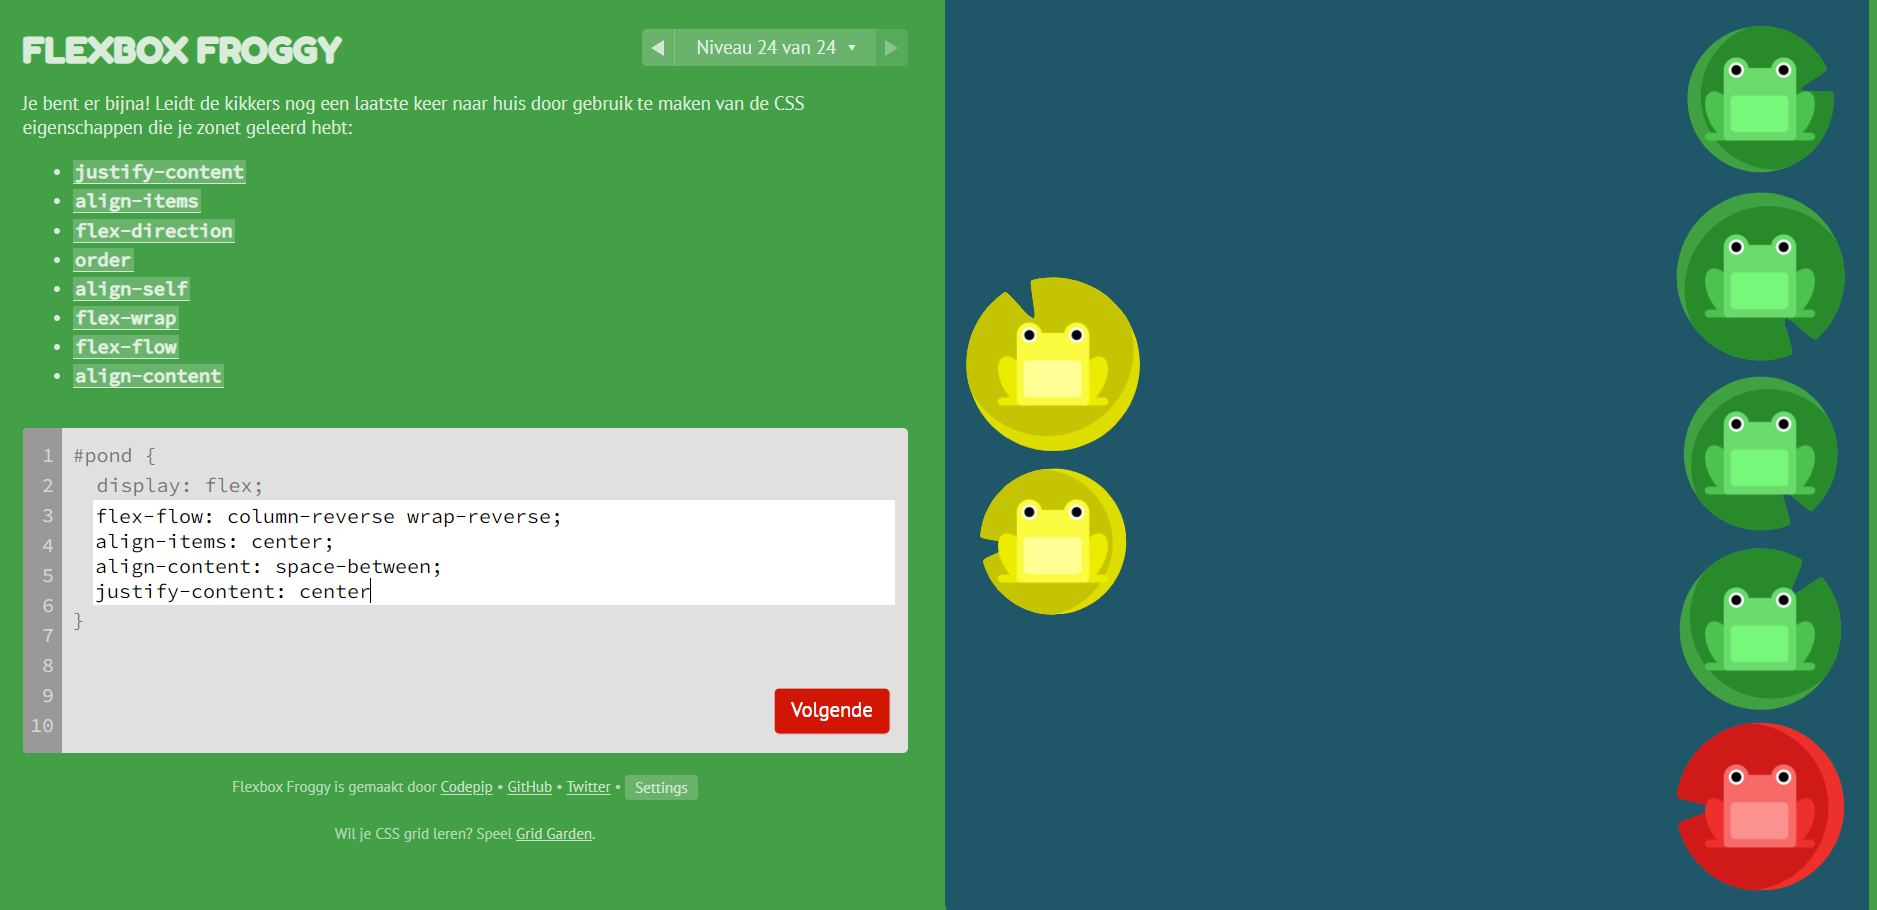 FLEXBOX FROGGY
◀ Niveau 24 van 24 ▼ ▶
Je bent er bijna! Leidt de kikkers nog een laatste keer naar huis door gebruik te maken van de CSS
eigenschappen die je zonet geleerd hebt:
• justify-content
• align-items
• flex-direction
• order
• align-self
• flex-wrap
• flex-flow
• align-content
1 #pond {
2 display: flex;
3 flex-flow: column-reverse wrap-reverse;
4 align-items: center;
5 align-content: space-between;
6 justify-content: center
7 }
8
9
10
Volgende
Flexbox Froggy is gemaakt door Codepip • GitHub • Twitter • Settings
Wil je CSS grid leren? Speel Grid Garden.